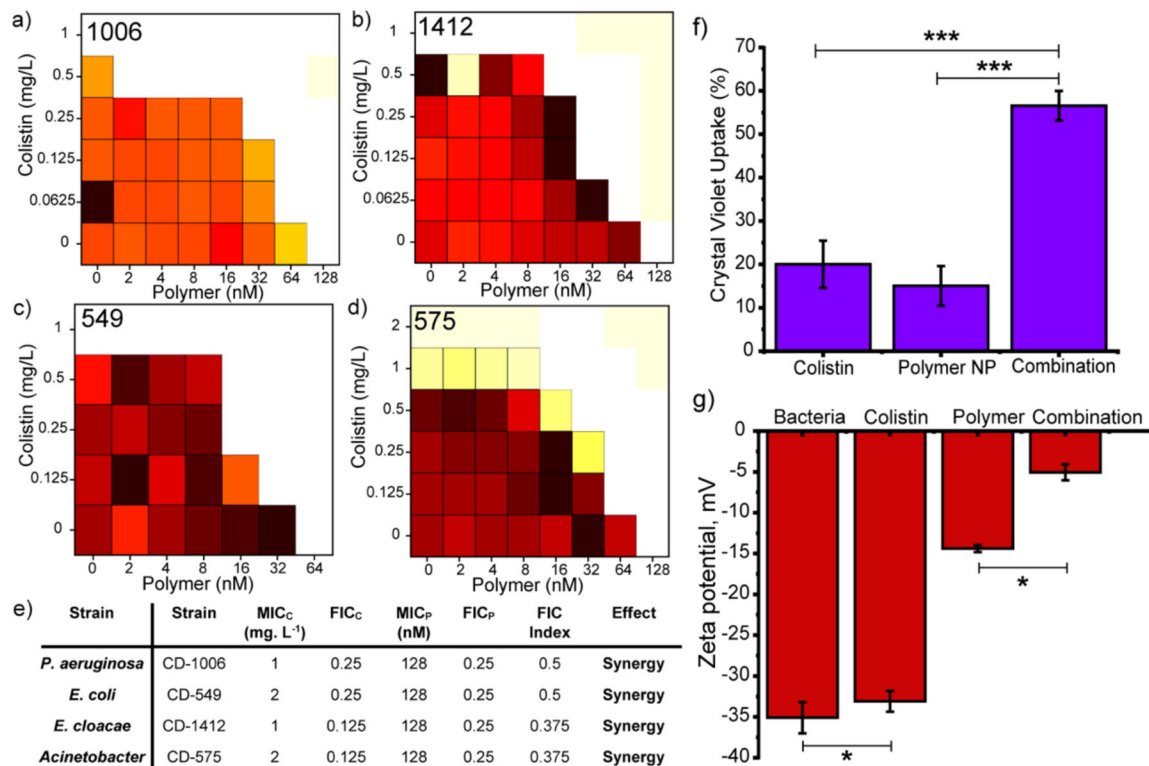 a)
1006
Colistin (mg/L)
1
0.5
0.25
0.125
0.0625
0
0 2 4 8 16 32 64 128
Polymer (nM)
b)
1412
Colistin (mg/L)
1
0.5
0.25
0.125
0.0625
0
0 2 4 8 16 32 64 128
Polymer (nM)
c)
549
Colistin (mg/L)
1
0.5
0.25
0.125
0
0 2 4 8 16 32 64
Polymer (nM)
d)
575
Colistin (mg/L)
2
1
0.5
0.25
0.125
0
0 2 4 8 16 32 64 128
Polymer (nM)
e)
Strain Strain MICC FICC MICP FICP FIC Effect
(mg. L-1) (nM) Index
P. aeruginosa CD-1006 1 0.25 128 0.25 0.5 Synergy
E. coli CD-549 2 0.25 128 0.25 0.5 Synergy
E. cloacae CD-1412 1 0.125 128 0.25 0.375 Synergy
Acinetobacter CD-575 2 0.125 128 0.25 0.375 Synergy
f)
Crystal Violet Uptake (%)
70
60
50
40
30
20
10
0
***
***
Colistin Polymer NP Combination
g)
Bacteria Colistin Polymer Combination
Zeta potential, mV
0
-5
-10
-15
-20
-25
-30
-35
-40
*
*